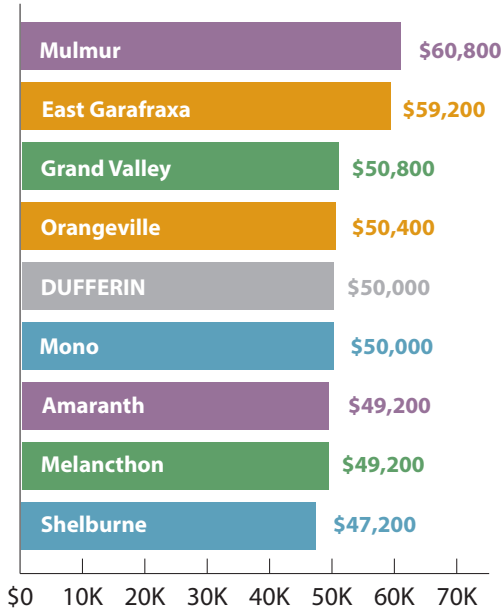 Mulmur $60,800
East Garafraxa $59,200
Grand Valley $50,800
Orangeville $50,400
DUFFERIN $50,000
Mono $50,000
Amaranth $49,200
Melancthon $49,200
Shelburne $47,200
$0 10K 20K 30K 40K 50K 60K 70K